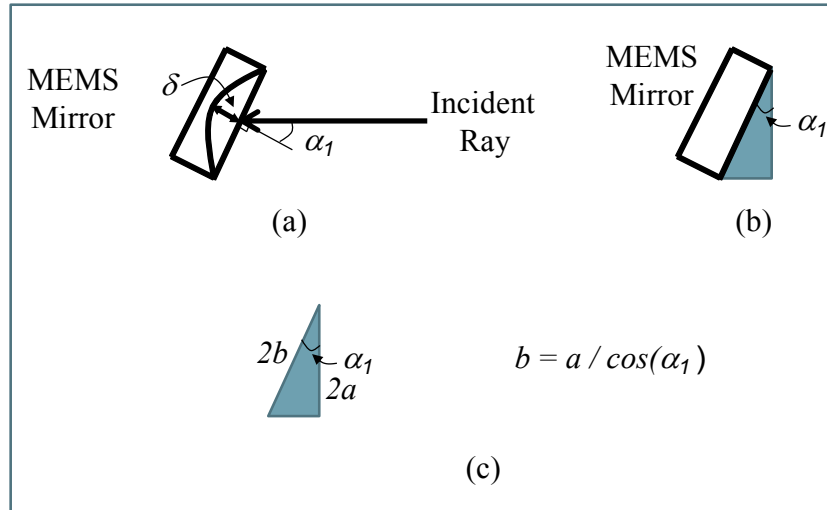 MEMS
Mirror
δ
α1
Incident
Ray
(a)
MEMS
Mirror
α1
(b)
2b
α1
2a
b = a / cos(α1)
(c)